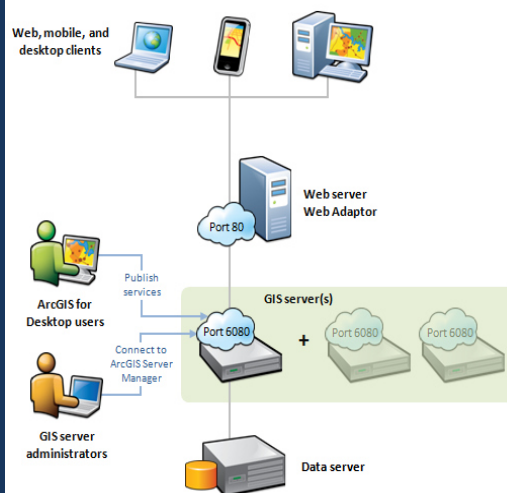 Web, mobile, and
desktop clients
Web server
Web Adaptor
Port 80
Publish
services
ArcGIS for
Desktop users
GIS server(s)
Port 6080
+
Port 6080
Port 6080
Connect to
ArcGIS Server
Manager
GIS server
administrators
Data server